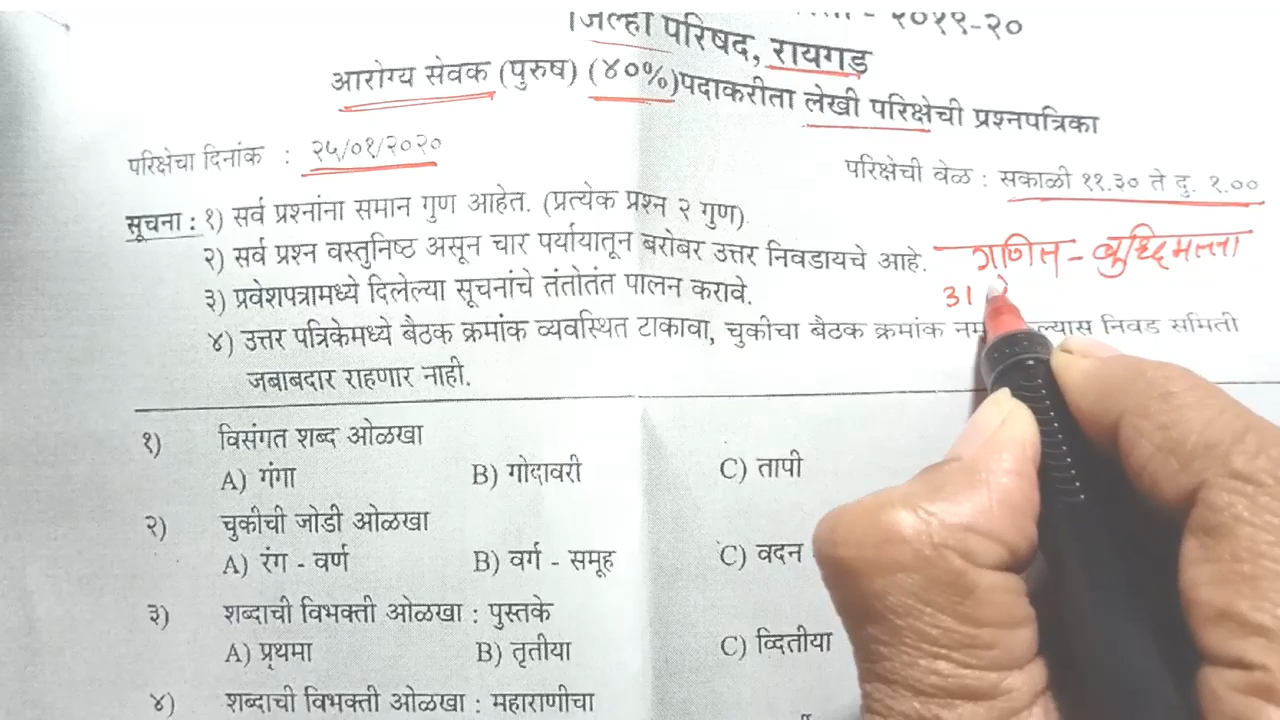 - २०१९-२०
जिल्हा परिषद, रायगड
आरोग्य सेवक (पुरुष) (४०%)पदाकरीता लेखी परिक्षेची प्रश्नपत्रिका
परिक्षेचा दिनांक : २५/०१/२०२०
परिक्षेची वेळ : सकाळी ११.३० ते दु. १.००
सूचना : १) सर्व प्रश्नांना समान गुण आहेत. (प्रत्येक प्रश्न २ गुण).
२) सर्व प्रश्न वस्तुनिष्ठ असून चार पर्यायातून बरोबर उत्तर निवडायचे आहे.
गणित - बुध्दिमत्ता
३) प्रवेशपत्रामध्ये दिलेल्या सूचनांचे तंतोतंत पालन करावे.
31
४) उत्तर पत्रिकेमध्ये बैठक क्रमांक व्यवस्थित टाकावा, चुकीचा बैठक क्रमांक निवड समिती
जबाबदार राहणार नाही.
१) विसंगत शब्द ओळखा
A) गंगा B) गोदावरी C) तापी
२) चुकीची जोडी ओळखा
A) रंग - वर्ण B) वर्ग - समूह C) वदन
३) शब्दाची विभक्ती ओळखा : पुस्तके
A) प्रथमा B) तृतीया C) व्दितीया
४) शब्दाची विभक्ती ओळखा : महाराणीचा